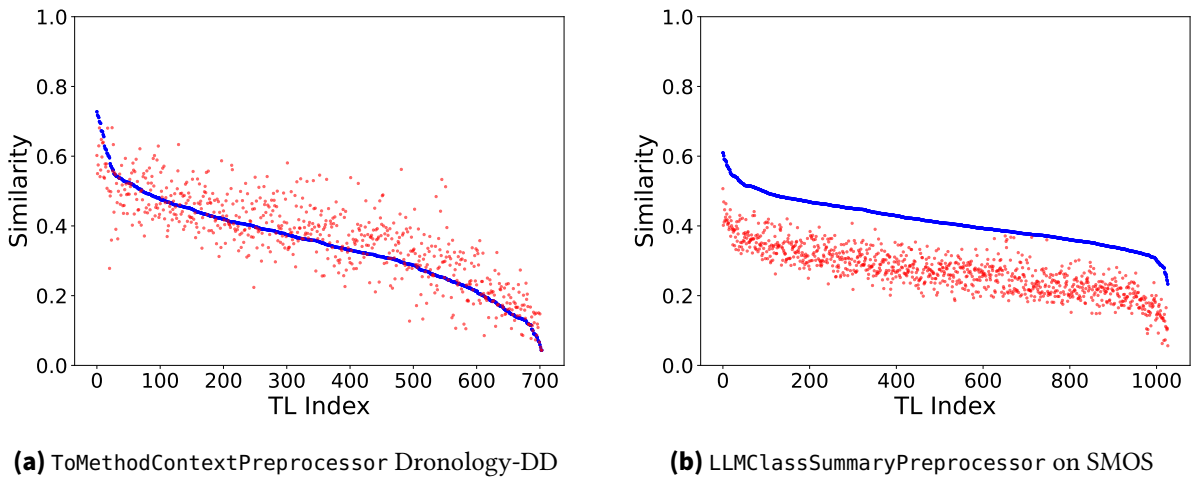 1.0
0.8
0.6
0.4
0.2
0.0
Similarity
0 100 200 300 400 500 600 700
TL Index
(a) ToMethodContextPreprocessor Dronology-DD
1.0
0.8
0.6
0.4
0.2
0.0
Similarity
0 200 400 600 800 1000
TL Index
(b) LLMClassSummaryPreprocessor on SMOS